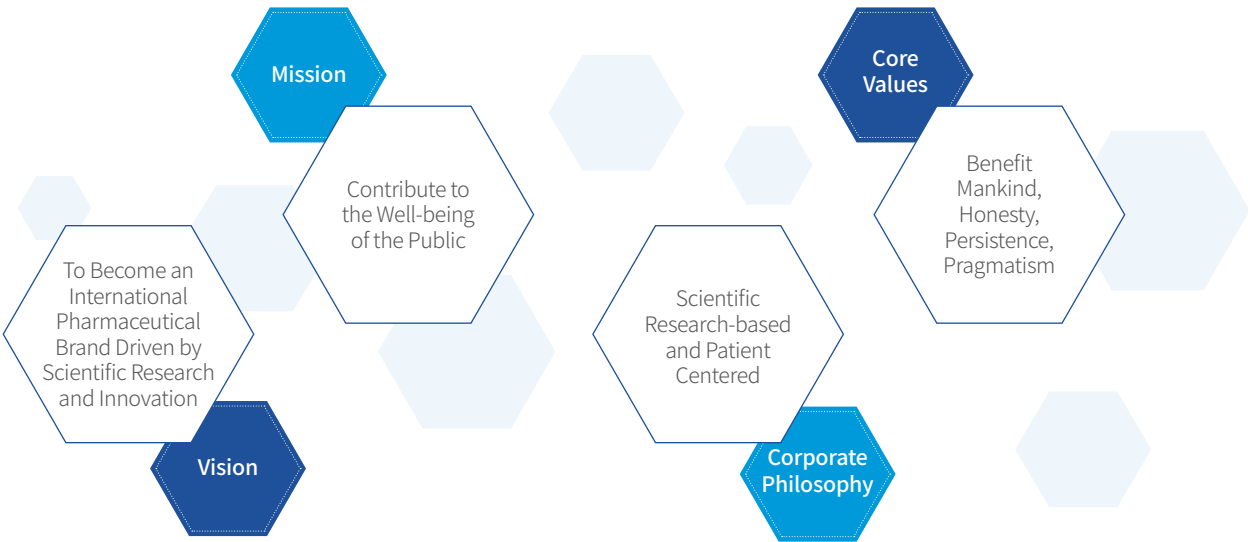 Mission
Contribute to
the Well-being
of the Public
To Become an
International
Pharmaceutical
Brand Driven by
Scientific Research
and Innovation
Vision
Core
Values
Benefit
Mankind,
Honesty,
Persistence,
Pragmatism
Scientific
Research-based
and Patient
Centered
Corporate
Philosophy